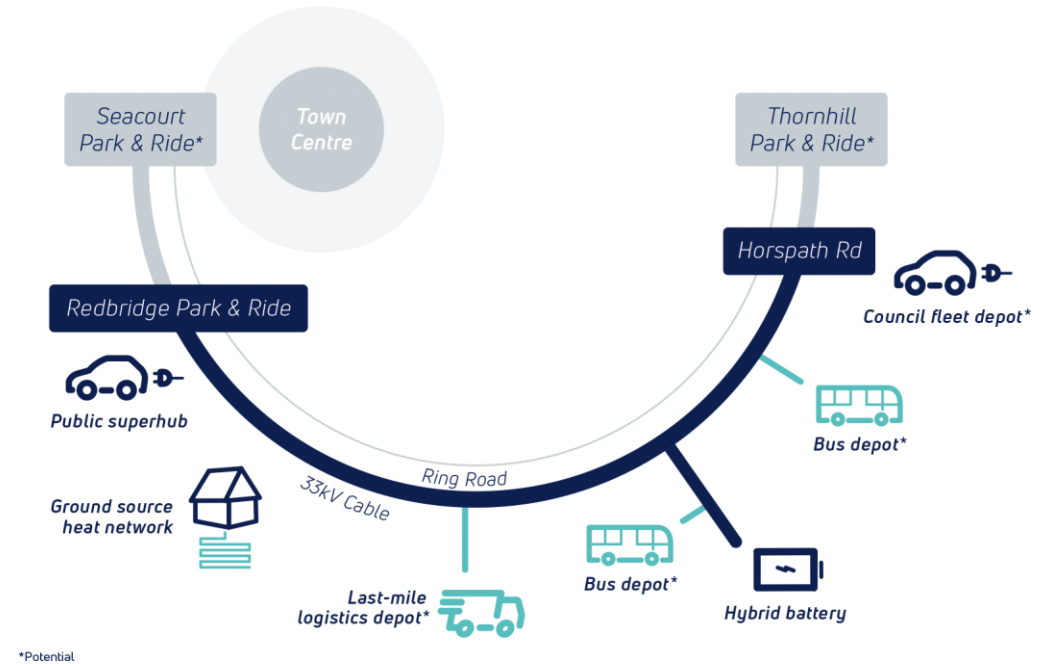 Seacourt
Park & Ride*
Town
Centre
Thornhill
Park & Ride*
Horspath Rd
Redbridge Park & Ride
Council fleet depot*
Public superhub
Bus depot*
Ring Road
33kV Cable
Ground source
heat network
Bus depot*
Last-mile
logistics depot*
Hybrid battery
*Potential